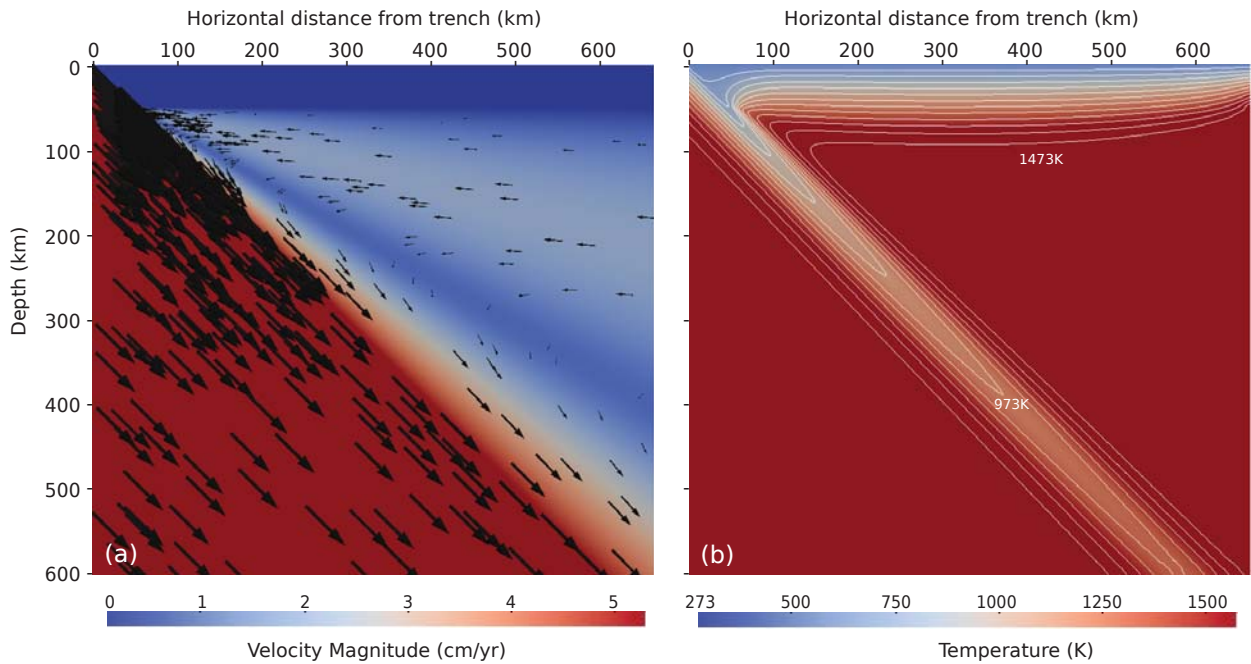 Horizontal distance from trench (km)
0 100 200 300 400 500 600
Depth (km)
0
100
200
300
400
500
600
(a)
0 1 2 3 4 5
Velocity Magnitude (cm/yr)
Horizontal distance from trench (km)
0 100 200 300 400 500 600
1473K
973K
(b)
273 500 750 1000 1250 1500
Temperature (K)